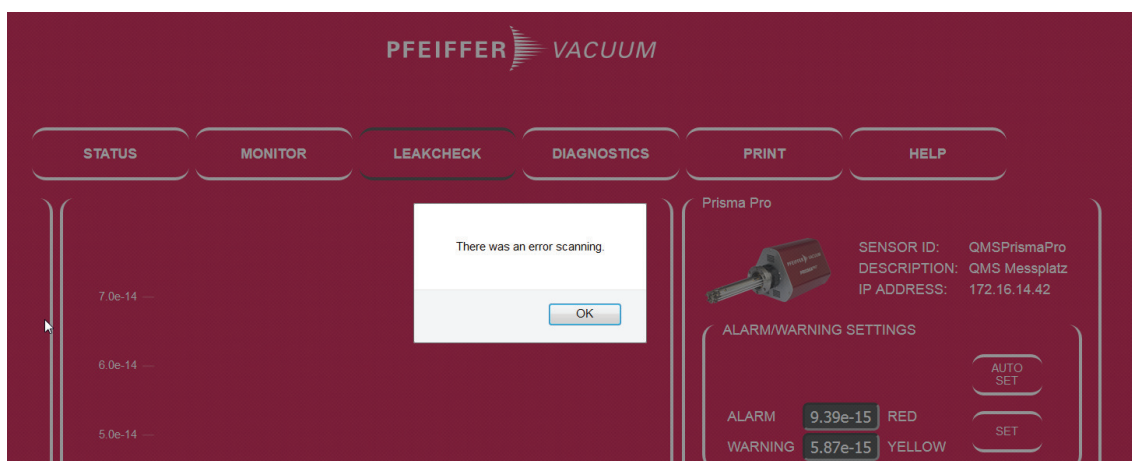 PFEIFFER VACUUM
STATUS MONITOR LEAKCHECK DIAGNOSTICS PRINT HELP
Prisma Pro
There was an error scanning.
OK
SENSOR ID: QMSPrismaPro
DESCRIPTION: QMS Messplatz
IP ADDRESS: 172.16.14.42
7.0e-14
6.0e-14
5.0e-14
ALARM/WARNING SETTINGS
AUTO
SET
ALARM 9.39e-15 RED
SET
WARNING 5.87e-15 YELLOW